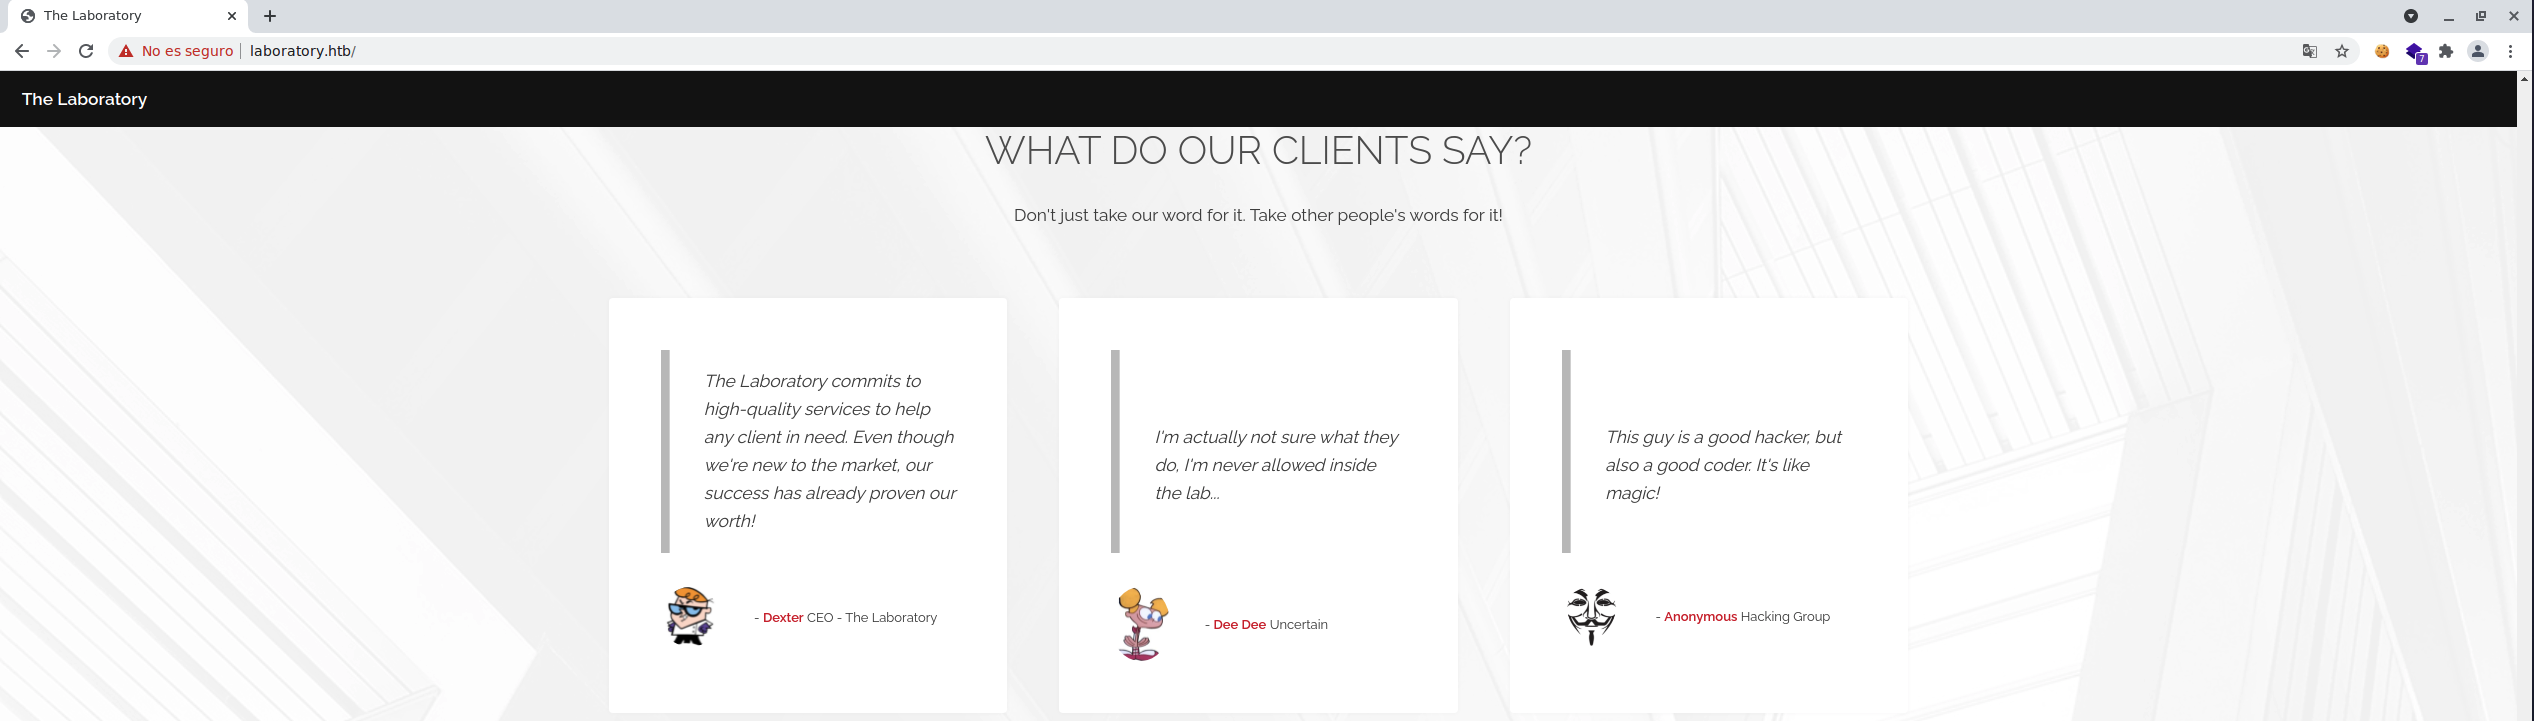 The Laboratory
No es seguro | laboratory.htb/
7
The Laboratory
WHAT DO OUR CLIENTS SAY?
Don't just take our word for it. Take other people's words for it!
The Laboratory commits to
high-quality services to help
any client in need. Even though
we're new to the market, our
success has already proven our
worth!
- Dexter CEO - The Laboratory
I'm actually not sure what they
do, I'm never allowed inside
the lab...
- Dee Dee Uncertain
This guy is a good hacker, but
also a good coder. It's like
magic!
- Anonymous Hacking Group